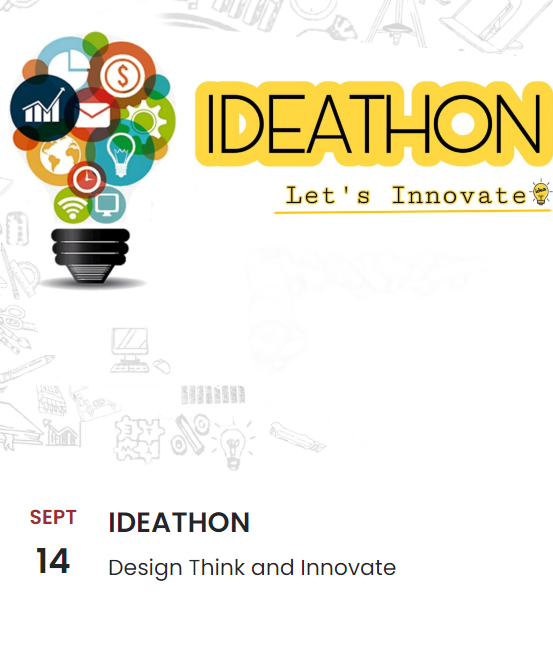 IDEATHON
Let's Innovate
SEPT
14
IDEATHON
Design Think and Innovate